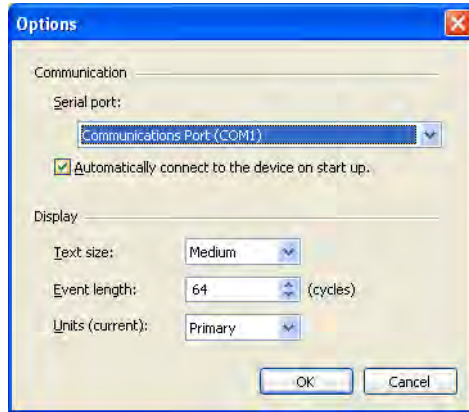 Options
Communication
Serial port:
Communications Port (COM1)
Automatically connect to the device on start up.
Display
Text size: Medium
Event length: 64 (cycles)
Units (current): Primary
OK Cancel